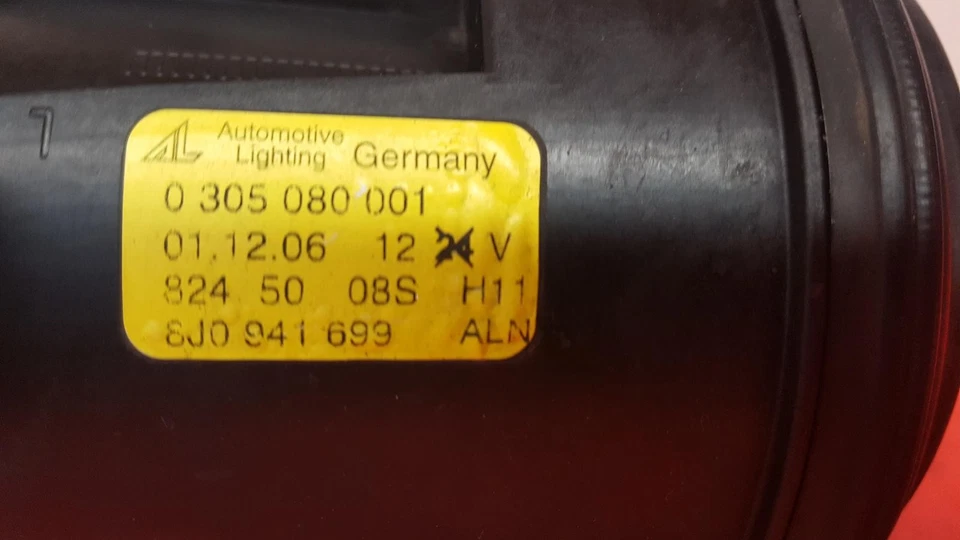 1
AL Automotive
Lighting Germany
0 305 080 001
01.12.06 12 24 V
824 50 08S H11
8J0 941 699 ALN